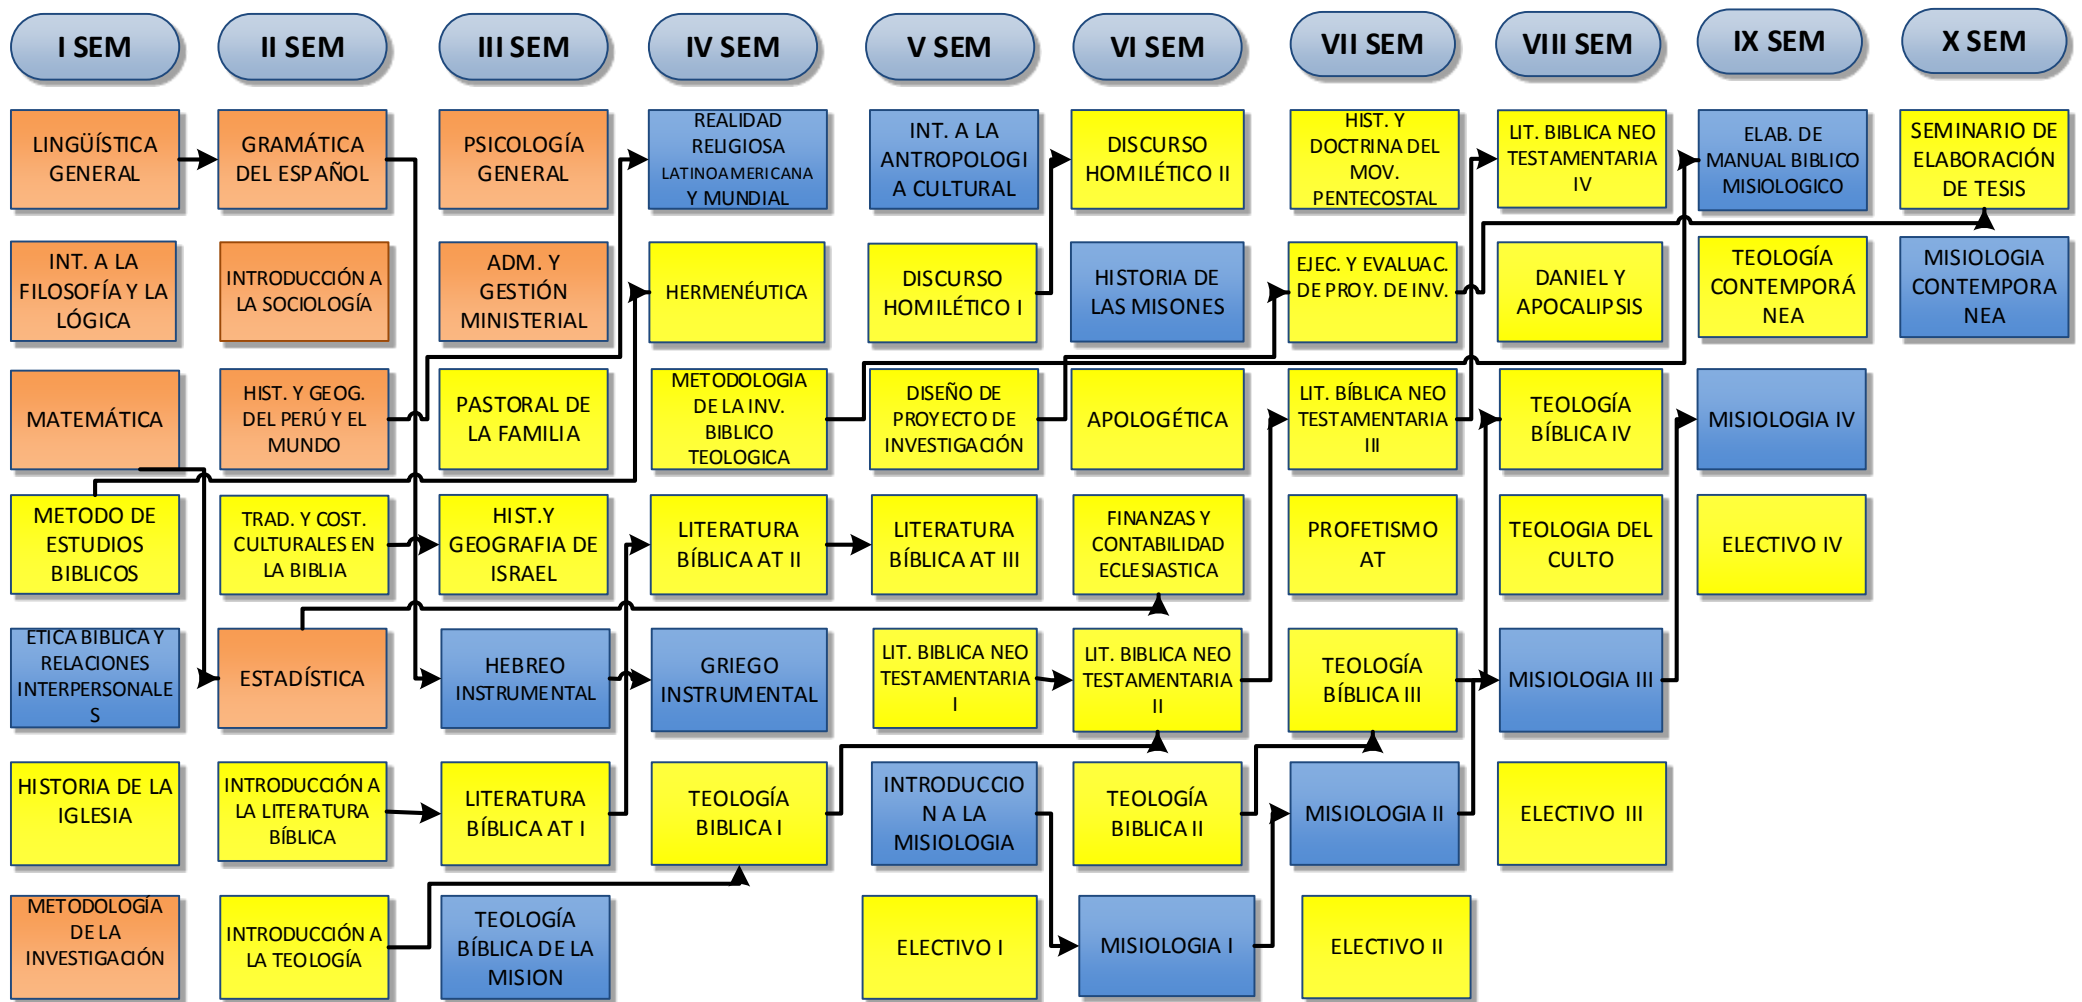 I SEM
II SEM
III SEM
IV SEM
V SEM
VI SEM
VII SEM
VIII SEM
IX SEM
X SEM
LINGÜÍSTICA
GENERAL
GRAMÁTICA
DEL ESPAÑOL
PSICOLOGÍA
GENERAL
REALIDAD
RELIGIOSA
LATINOAMERICANA
Y MUNDIAL
INT. A LA
ANTROPOLOGI
A CULTURAL
DISCURSO
HOMILÉTICO II
HIST. Y
DOCTRINA DEL
MOV.
PENTECOSTAL
LIT. BIBLICA NEO
TESTAMENTARIA
IV
ELAB. DE
MANUAL BIBLICO
MISIOLOGICO
SEMINARIO DE
ELABORACIÓN
DE TESIS
INT. A LA
FILOSOFÍA Y LA
LÓGICA
INTRODUCCIÓN A
LA SOCIOLOGÍA
ADM. Y
GESTIÓN
MINISTERIAL
HERMENÉUTICA
DISCURSO
HOMILÉTICO I
HISTORIA DE
LAS MISONES
EJEC. Y EVALUAC.
DE PROY. DE INV.
DANIEL Y
APOCALIPSIS
TEOLOGÍA
CONTEMPORÁ
NEA
MISIOLOGIA
CONTEMPORA
NEA
MATEMÁTICA
HIST. Y GEOG.
DEL PERÚ Y EL
MUNDO
PASTORAL DE
LA FAMILIA
METODOLOGIA
DE LA INV.
BIBLICO
TEOLOGICA
DISEÑO DE
PROYECTO DE
INVESTIGACIÓN
APOLOGÉTICA
LIT. BÍBLICA NEO
TESTAMENTARIA
III
TEOLOGÍA
BÍBLICA IV
MISIOLOGIA IV
METODO DE
ESTUDIOS
BIBLICOS
TRAD. Y COST.
CULTURALES EN
LA BIBLIA
HIST.Y
GEOGRAFIA DE
ISRAEL
LITERATURA
BÍBLICA AT II
LITERATURA
BÍBLICA AT III
FINANZAS Y
CONTABILIDAD
ECLESIASTICA
PROFETISMO
AT
TEOLOGIA DEL
CULTO
ELECTIVO IV
ETICA BIBLICA Y
RELACIONES
INTERPERSONALE
S
ESTADÍSTICA
HEBREO
INSTRUMENTAL
GRIEGO
INSTRUMENTAL
LIT. BIBLICA NEO
TESTAMENTARIA
I
LIT. BIBLICA NEO
TESTAMENTARIA
II
TEOLOGÍA
BÍBLICA III
MISIOLOGIA III
HISTORIA DE LA
IGLESIA
INTRODUCCIÓN A
LA LITERATURA
BÍBLICA
LITERATURA
BÍBLICA AT I
TEOLOGÍA
BIBLICA I
INTRODUCCIO
N A LA
MISIOLOGIA
TEOLOGÍA
BIBLICA II
MISIOLOGIA II
ELECTIVO III
METODOLOGÍA
DE LA
INVESTIGACIÓN
INTRODUCCIÓN A
LA TEOLOGÍA
TEOLOGÍA
BÍBLICA DE LA
MISION
ELECTIVO I
MISIOLOGIA I
ELECTIVO II